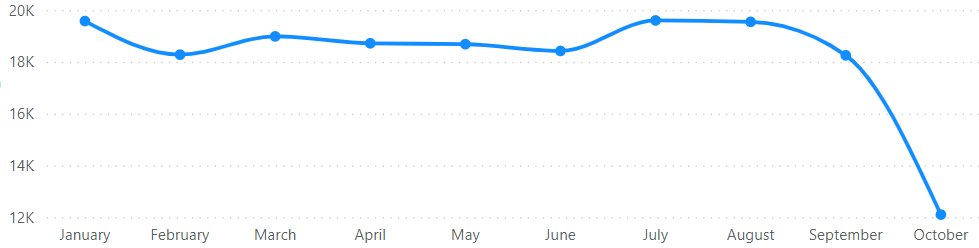 20K
18K
16K
14K
12K
January February March April May June July August September October